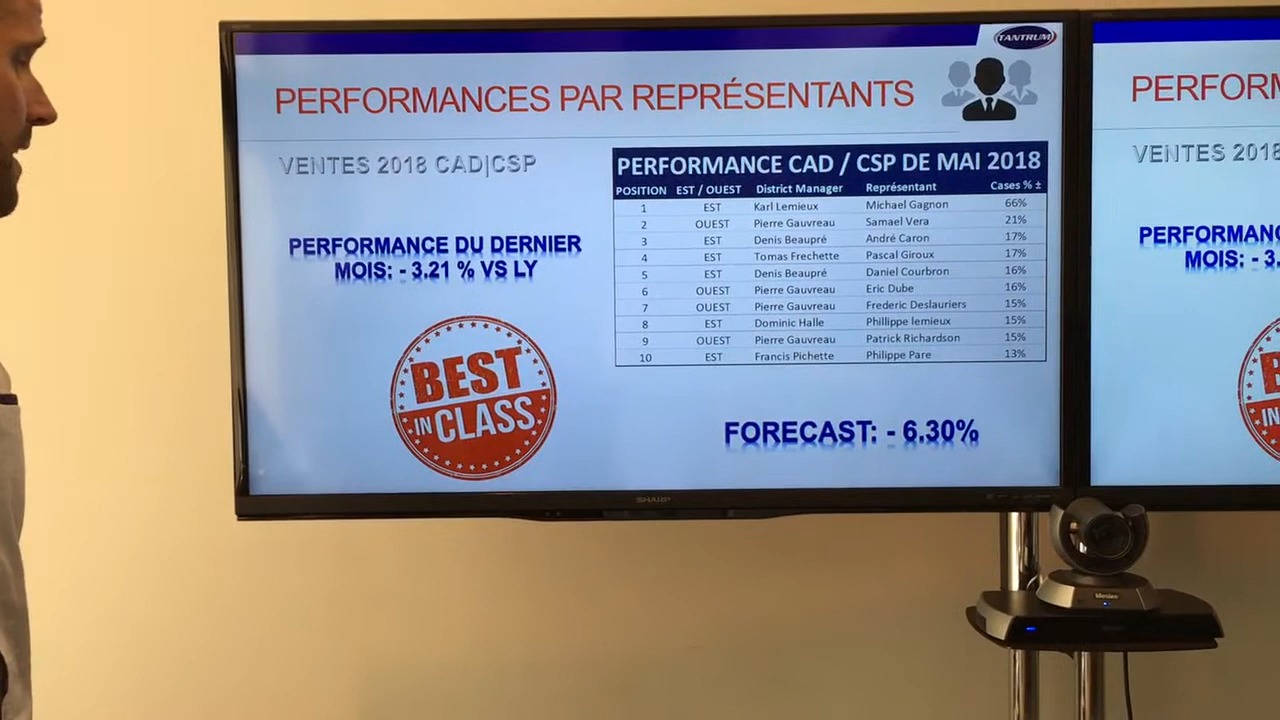 TANTRUM
PERFORMANCES PAR REPRÉSENTANTS
VENTES 2018 CAD|CSP
PERFORMANCE DU DERNIER
MOIS: - 3.21 % VS LY
BEST
IN CLASS
PERFORMANCE CAD / CSP DE MAI 2018
POSITION EST / OUEST District Manager Représentant Cases % ±
1 EST Karl Lemieux Michael Gagnon 66%
2 OUEST Pierre Gauvreau Samael Vera 21%
3 EST Denis Beaupré André Caron 17%
4 EST Tomas Frechette Pascal Giroux 17%
5 EST Denis Beaupré Daniel Courbron 16%
6 OUEST Pierre Gauvreau Eric Dube 16%
7 OUEST Pierre Gauvreau Frederic Deslauriers 15%
8 EST Dominic Halle Phillippe lemieux 15%
9 OUEST Pierre Gauvreau Patrick Richardson 15%
10 EST Francis Pichette Philippe Pare 13%
FORECAST: - 6.30%
SHARP
PERFORM
VENTES 2018
PERFORMANC
MOIS: - 3.